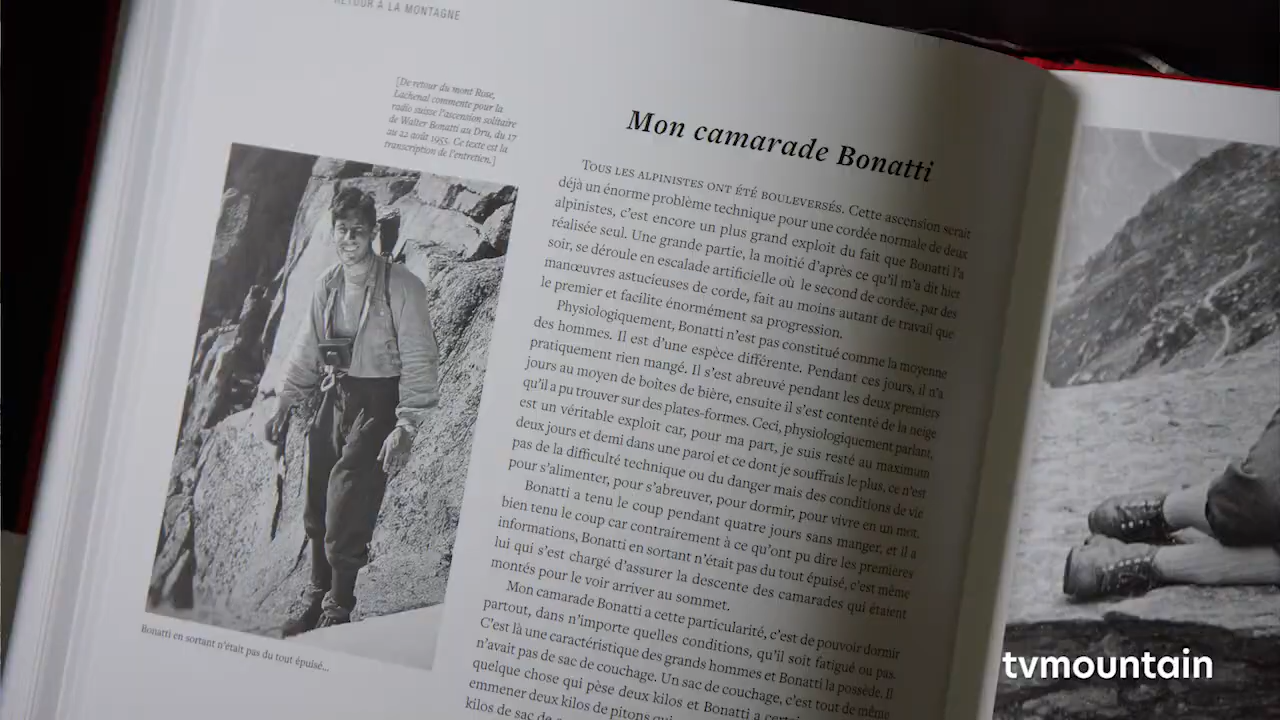 RETOUR À LA MONTAGNE
[De retour du mont Rose,
Lachenal commente pour la
radio suisse l'ascension solitaire
de Walter Bonatti au Dru, du 17
au 22 août 1955. Ce texte est la
transcription de l'entretien.]
Mon camarade Bonatti
TOUS LES ALPINISTES ONT ÉTÉ BOULEVERSÉS. Cette ascension serait
déjà un énorme problème technique pour une cordée normale de deux
alpinistes, c'est encore un plus grand exploit du fait que Bonatti l'a
réalisée seul. Une grande partie, la moitié d'après ce qu'il m'a dit hier
soir, se déroule en escalade artificielle où le second de cordée, par des
manœuvres astucieuses de corde, fait au moins autant de travail que
le premier et facilite énormément sa progression.
Physiologiquement, Bonatti n'est pas constitué comme la moyenne
des hommes. Il est d'une espèce différente. Pendant ces jours, il n'a
pratiquement rien mangé. Il s'est abreuvé pendant les deux premiers
jours au moyen de boîtes de bière, ensuite il s'est contenté de la neige
qu'il a pu trouver sur des plates-formes. Ceci, physiologiquement parlant,
est un véritable exploit car, pour ma part, je suis resté au maximum
deux jours et demi dans une paroi et ce dont je souffrais le plus, ce n'est
pas de la difficulté technique ou du danger mais des conditions de vie
pour s'alimenter, pour s'abreuver, pour dormir, pour vivre en un mot.
Bonatti a tenu le coup pendant quatre jours sans manger, et il a
bien tenu le coup car contrairement à ce qu'ont pu dire les premières
informations, Bonatti en sortant n'était pas du tout épuisé, c'est même
lui qui s'est chargé d'assurer la descente des camarades qui étaient
montés pour le voir arriver au sommet.
Mon camarade Bonatti a cette particularité, c'est de pouvoir dormir
partout, dans n'importe quelles conditions, qu'il soit fatigué ou pas.
C'est là une caractéristique des grands hommes et Bonatti la possède. Il
n'avait pas de sac de couchage. Un sac de couchage, c'est tout de même
quelque chose qui pèse deux kilos et Bonatti a
emmener deux kilos de pitons
kilos de sac de
Bonatti en sortant n'était pas du tout épuisé...
tvmountain